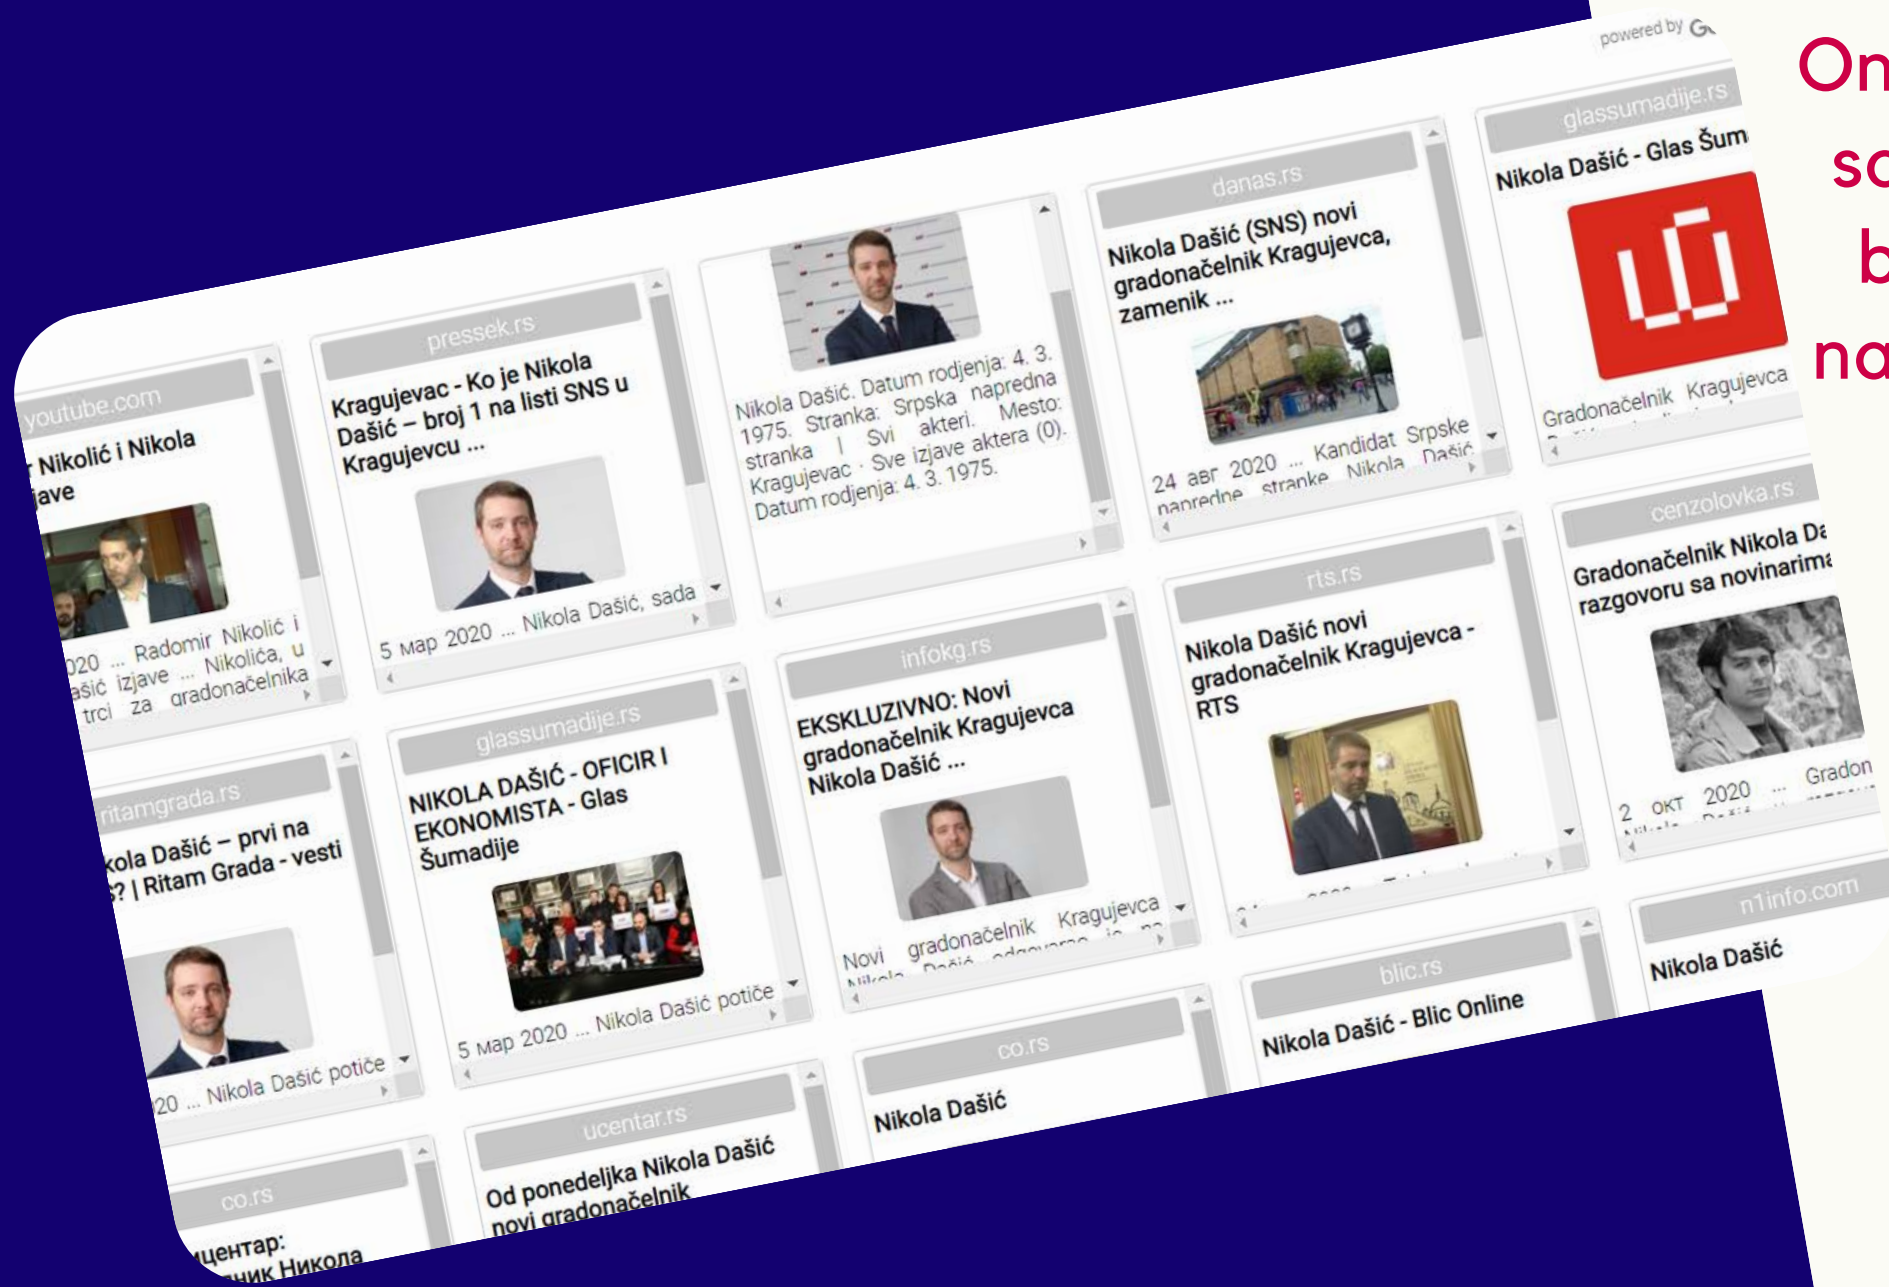 powered by
On
youtube.com
Nikolić i Nikola
pressek.rs
Kragujevac - Ko je Nikola
Dašić – broj 1 na listi SNS u
Kragujevcu ...
5 мар 2020 ... Nikola Dašić, sada
Nikola Dašić. Datum rodjenja: 4. 3.
1975. Stranka: Srpska napredna
stranka | Svi akteri. Mesto:
Kragujevac · Sve izjave aktera (0).
Datum rodjenja: 4. 3. 1975.
danas.rs
Nikola Dašić (SNS) novi
gradonačelnik Kragujevca,
zamenik ...
24 авг 2020 ... Kandidat Srpske
napredne stranke Nikola Dašić
glassumadije.rs
Nikola Dašić - Glas Šum
Gradonačelnik Kragujevca
... Radomir Nikolić i
izjave ... Nikolića, u
trci za gradonačelnika
ritamgrada.rs
kola Dašić – prvi na
? | Ritam Grada - vesti
20 ... Nikola Dašić potiče
glassumadije.rs
NIKOLA DAŠIĆ - OFICIR I
EKONOMISTA - Glas
Šumadije
5 мар 2020 ... Nikola Dašić potiče
infokg.rs
EKSKLUZIVNO: Novi
gradonačelnik Kragujevca
Nikola Dašić ...
Novi gradonačelnik Kragujevca
Nikola Dašić odgovarao je na
rts.rs
Nikola Dašić novi
gradonačelnik Kragujevca -
RTS
cenzolovka.rs
Gradonačelnik Nikola Da
razgovoru sa novinarima
2 окт 2020 ... Gradon
co.rs
Никола
ucentar.rs
Od ponedeljka Nikola Dašić
novi gradonačelnik
co.rs
Nikola Dašić
blic.rs
Nikola Dašić - Blic Online
n1info.com
Nikola Dašić